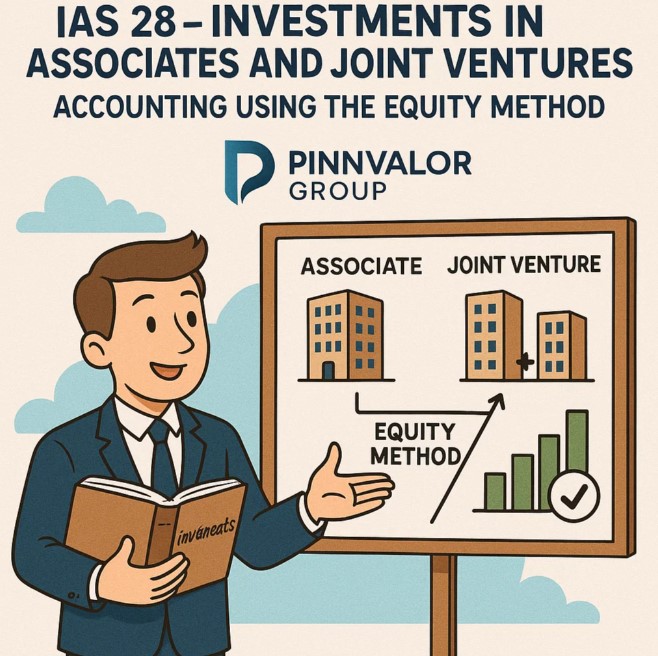 IAS 28 – INVESTMENTS IN
ASSOCIATES AND JOINT VENTURES
ACCOUNTING USING THE EQUITY METHOD
PINNVALOR
GROUP
ASSOCIATE
JOINT VENTURE
EQUITY
METHOD
invaneats